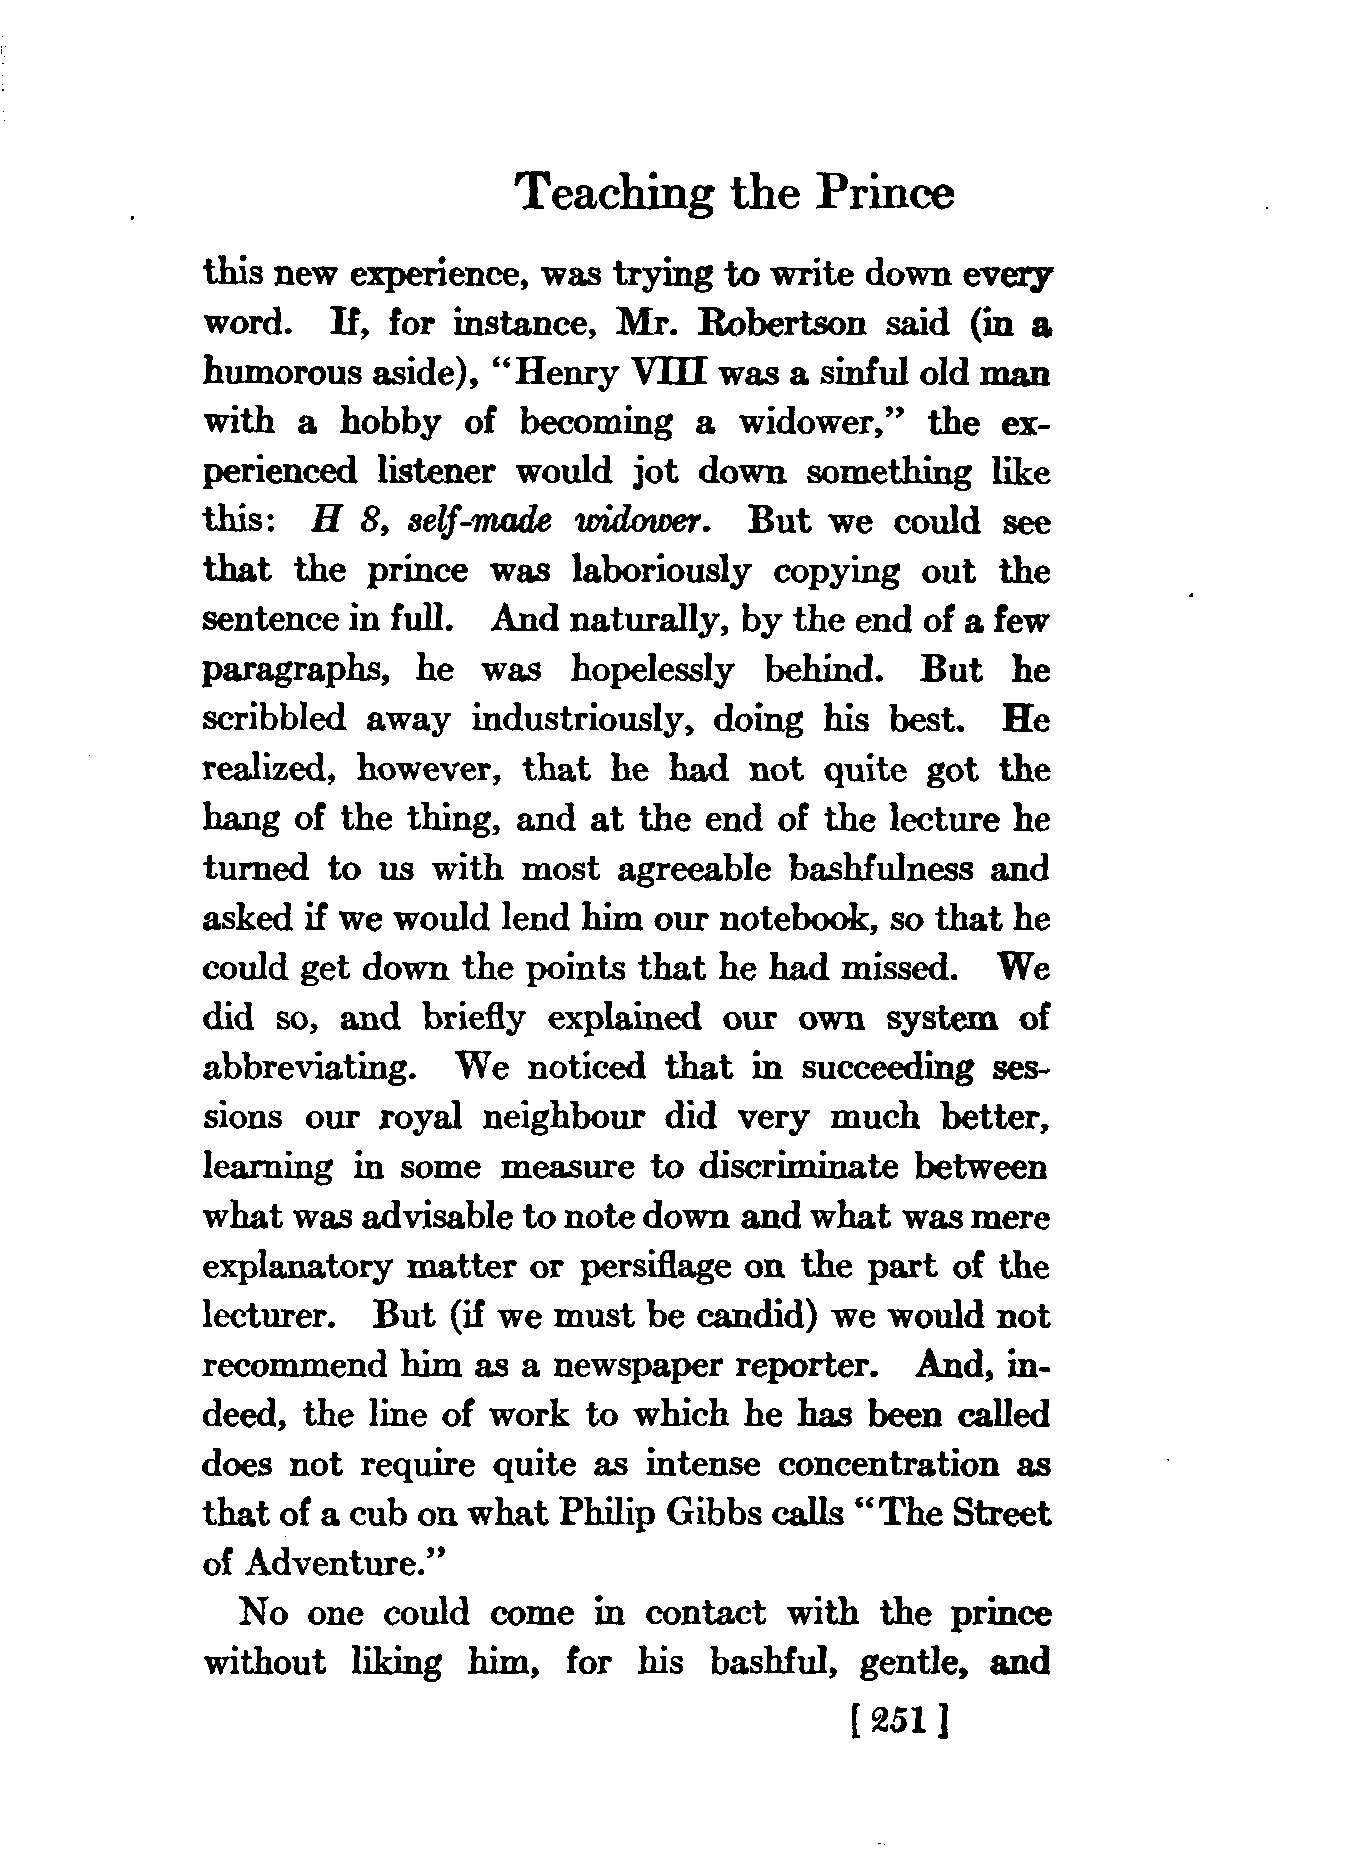 Teaching the Prince
this new experience, was trying to write down every
word. If, for instance, Mr. Robertson said (in a
humorous aside), "Henry VIII was a sinful old man
with a hobby of becoming a widower," the ex-
perienced listener would jot down something like
this: H 8, self-made widower. But we could see
that the prince was laboriously copying out the
sentence in full. And naturally, by the end of a few
paragraphs, he was hopelessly behind. But he
scribbled away industriously, doing his best. He
realized, however, that he had not quite got the
hang of the thing, and at the end of the lecture he
turned to us with most agreeable bashfulness and
asked if we would lend him our notebook, so that he
could get down the points that he had missed. We
did so, and briefly explained our own system of
abbreviating. We noticed that in succeeding ses-
sions our royal neighbour did very much better,
learning in some measure to discriminate between
what was advisable to note down and what was mere
explanatory matter or persiflage on the part of the
lecturer. But (if we must be candid) we would not
recommend him as a newspaper reporter. And, in-
deed, the line of work to which he has been called
does not require quite as intense concentration as
that of a cub on what Philip Gibbs calls "The Street
of Adventure."
No one could come in contact with the prince
without liking him, for his bashful, gentle, and
[ 251 ]